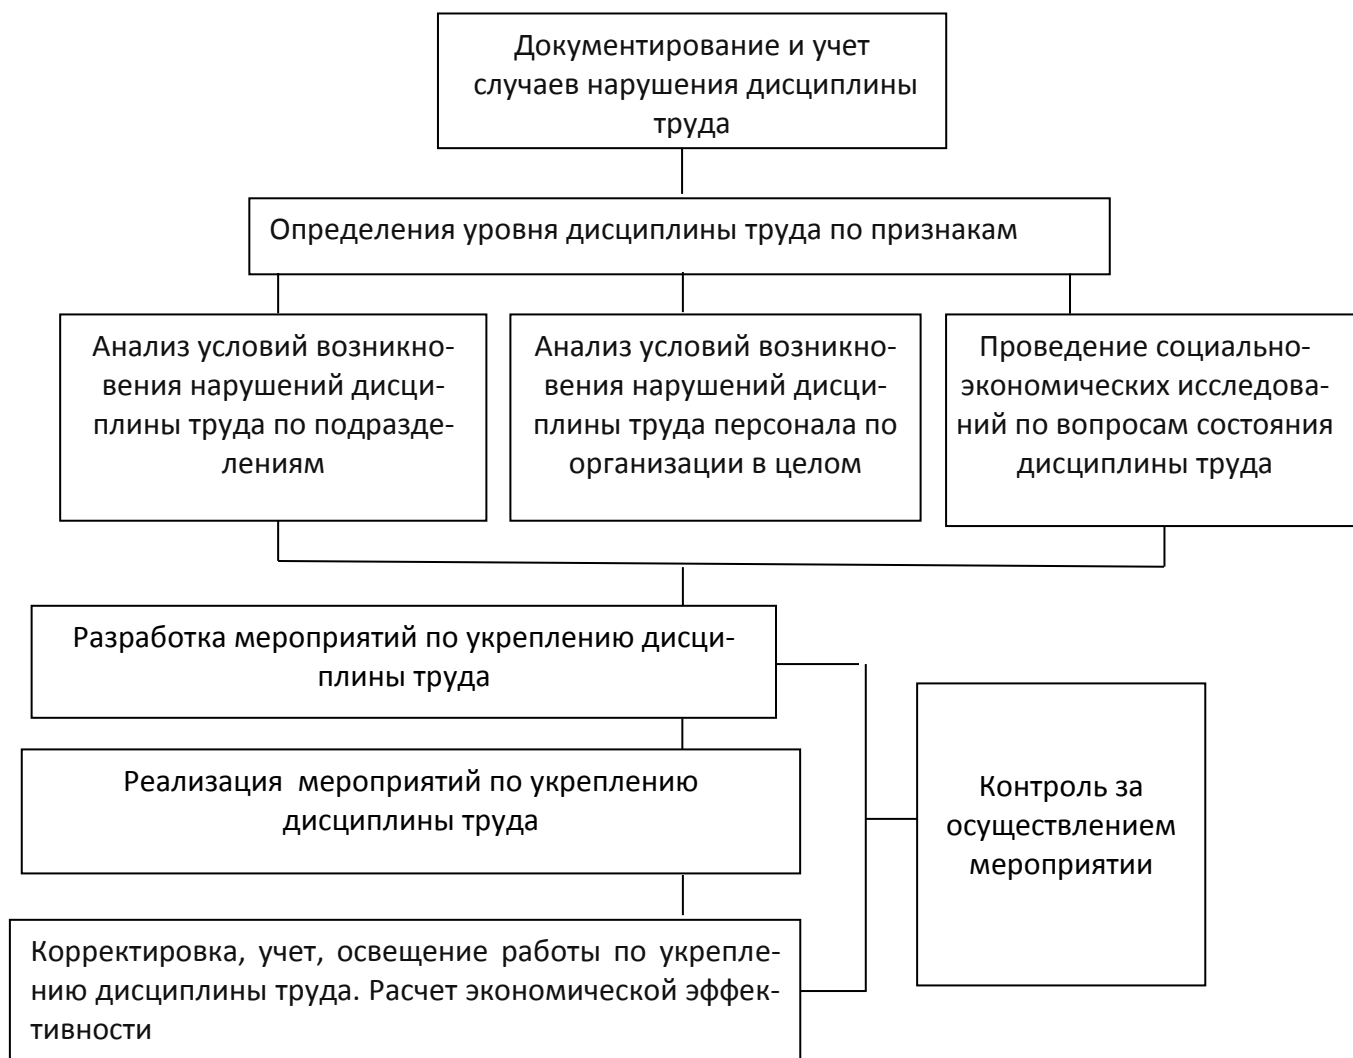 Документирование и учет
случаев нарушения дисциплины
труда
Определения уровня дисциплины труда по признакам
Анализ условий возникно-
вения нарушений дисци-
плины труда по подразде-
лениям
Анализ условий возникно-
вения нарушений дисци-
плины труда персонала по
организации в целом
Проведение социально-
экономических исследова-
ний по вопросам состояния
дисциплины труда
Разработка мероприятий по укреплению дисци-
плины труда
Реализация  мероприятий по укреплению
дисциплины труда
Контроль за
осуществлением
мероприятии
Корректировка, учет, освещение работы по укрепле-
нию дисциплины труда. Расчет экономической эффек-
тивности